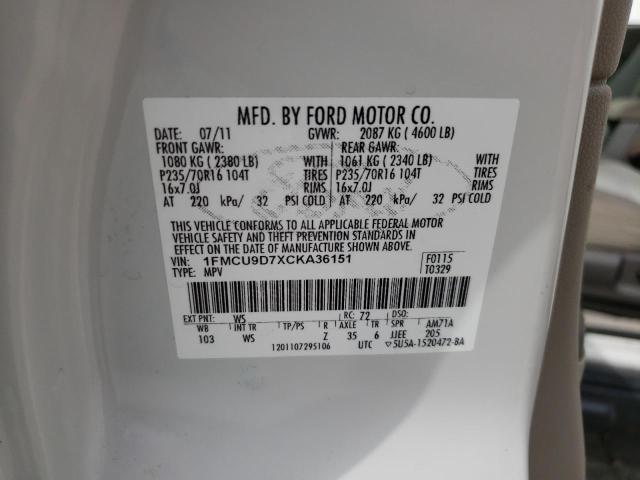 MFD. BY FORD MOTOR CO.
DATE: 07/11 GVWR: 2087 KG ( 4600 LB)
FRONT GAWR: REAR GAWR:
1080 KG ( 2380 LB) WITH 1061 KG ( 2340 LB) WITH
P235/70R16 104T TIRES P235/70R16 104T TIRES
16x7.0J RIMS 16x7.0J RIMS
AT 220 kPa/ 32 PSI COLD AT 220 kPa/ 32 PSI COLD
THIS VEHICLE CONFORMS TO ALL APPLICABLE FEDERAL MOTOR
VEHICLE SAFETY AND THEFT PREVENTION STANDARDS IN
EFFECT ON THE DATE OF MANUFACTURE SHOWN ABOVE.
VIN: 1FMCU9D7XCKA36151 F0115
TYPE: MPV T0329
EXT PNT: WS RC: 72 DSO:
WB INT TR TP/PS R AXLE TR SPR AM71A
103 WS Z 35 6 JJEE 205
1201107295106 UTC ▽5U5A-1520472-BA